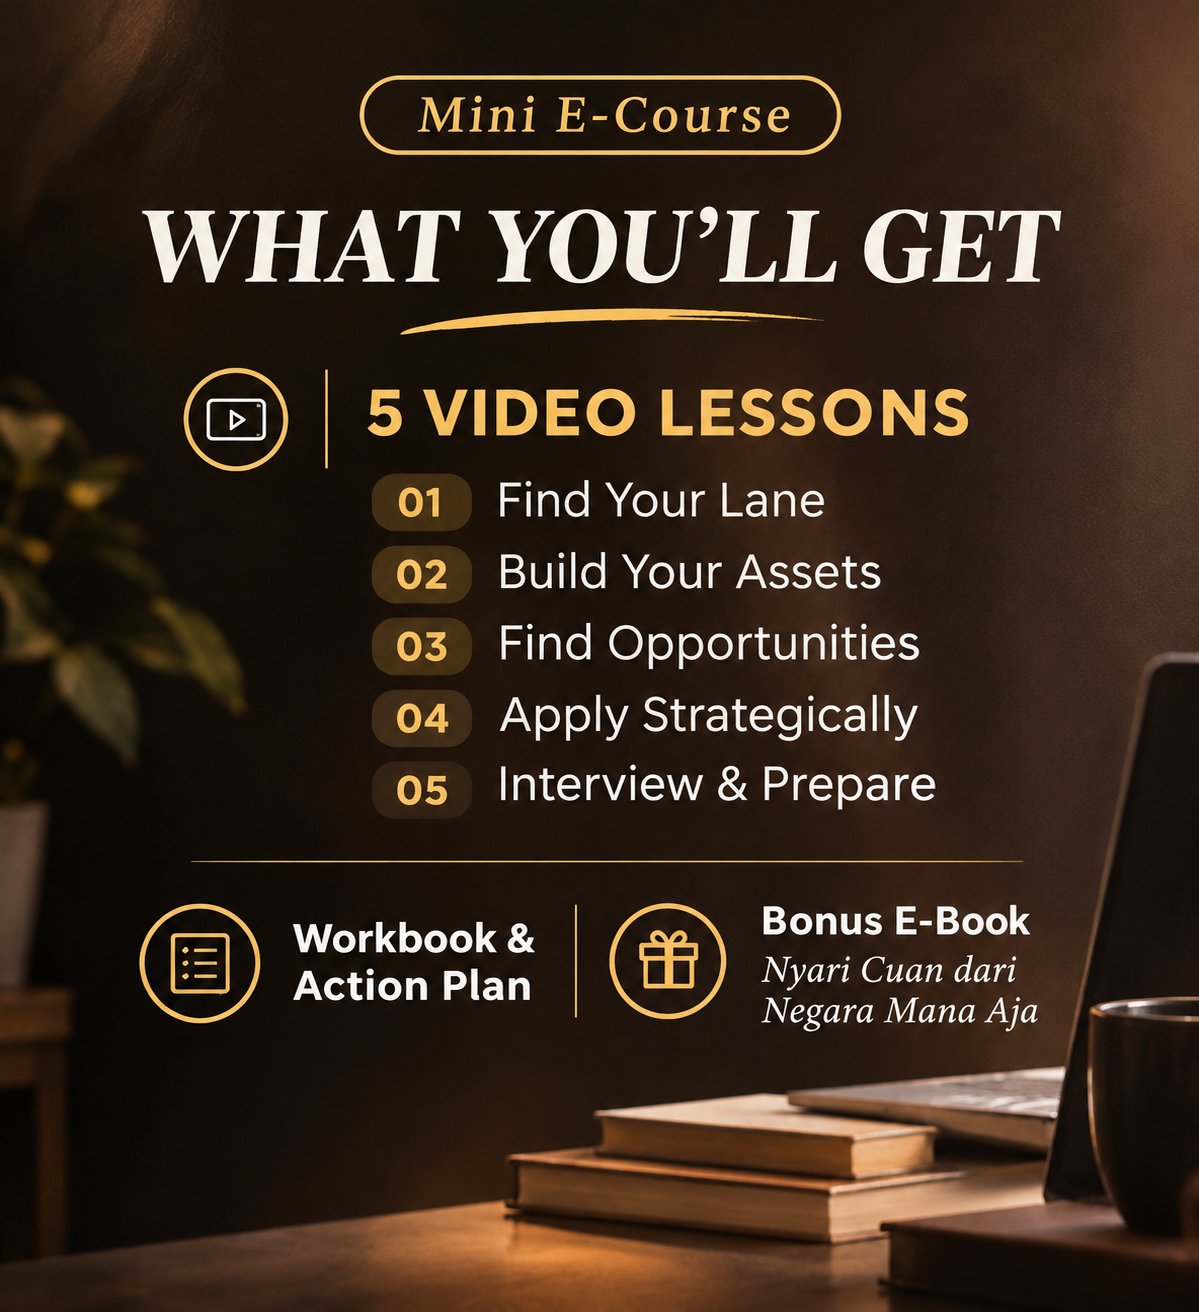 Mini E-Course
WHAT YOU’LL GET
5 VIDEO LESSONS
01 Find Your Lane
02 Build Your Assets
03 Find Opportunities
04 Apply Strategically
05 Interview & Prepare
Workbook &
Action Plan
Bonus E-Book
Nyari Cuan dari
Negara Mana Aja